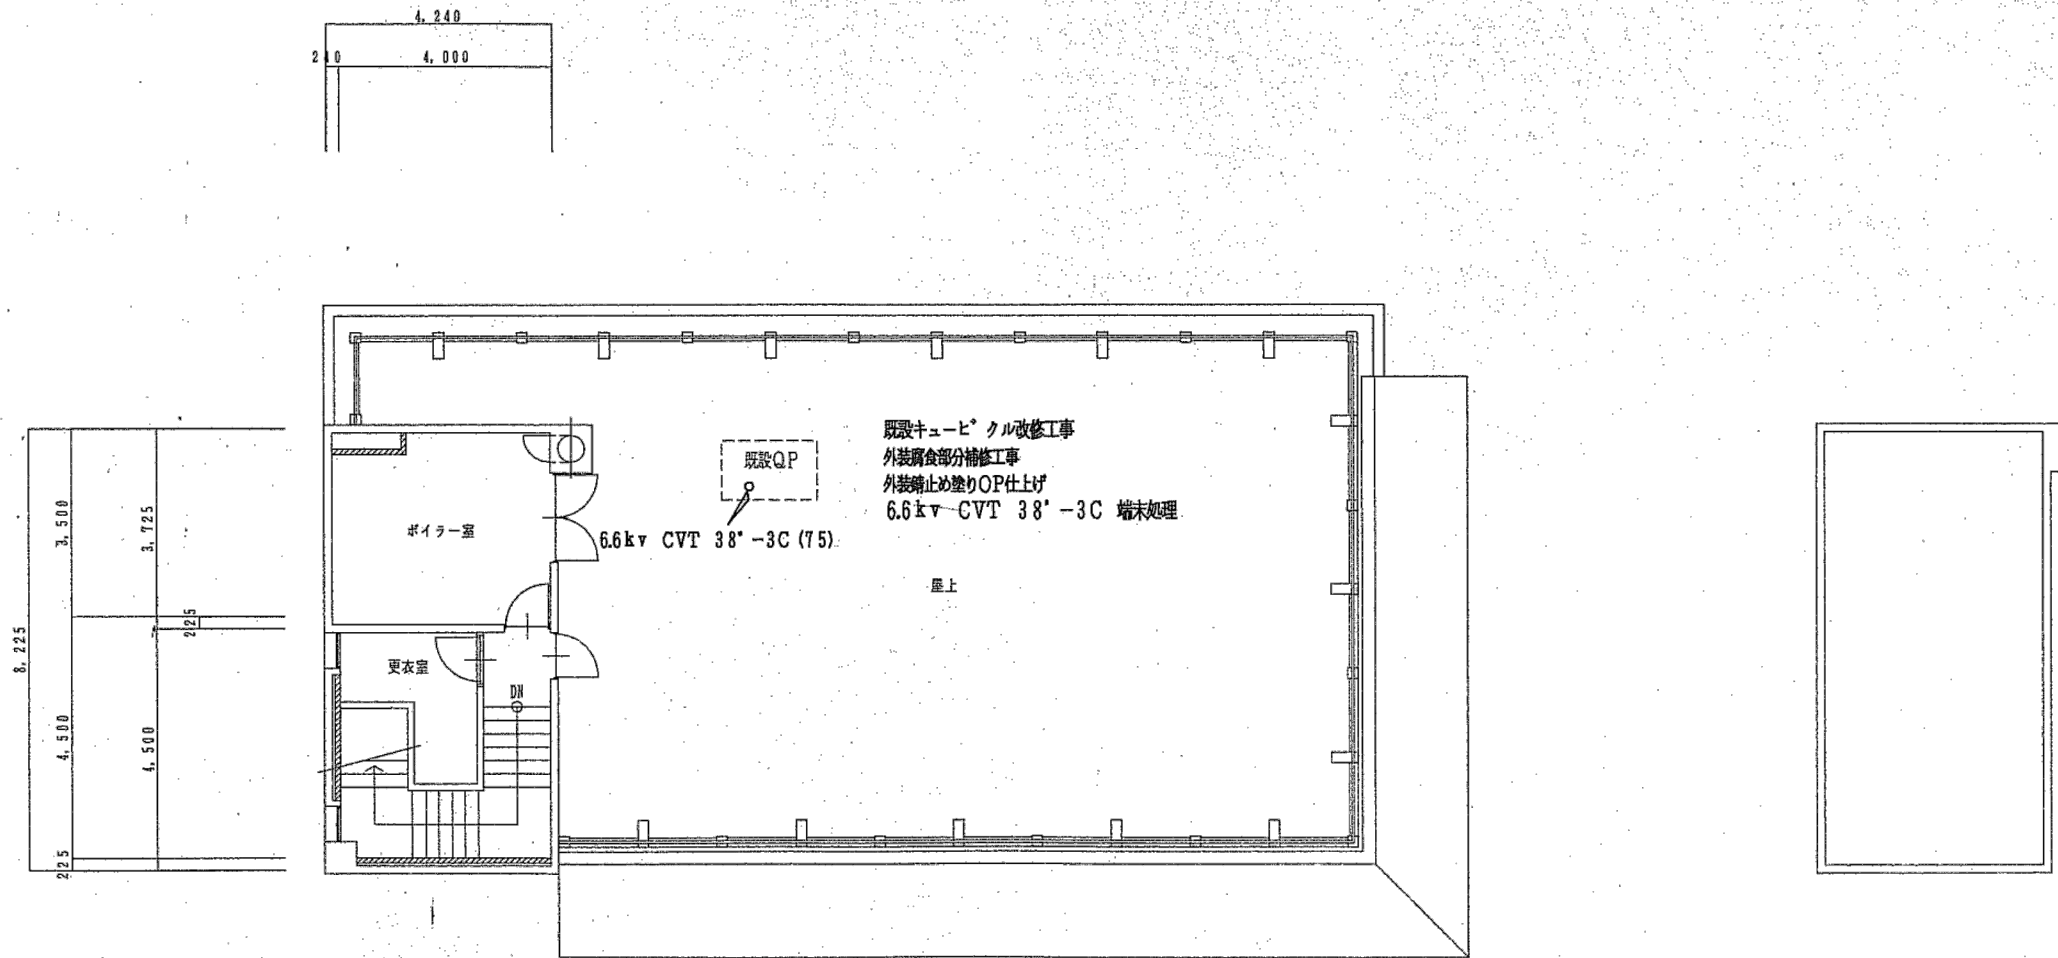 4,240
240
4,000
既設キュービクル改修工事
外装腐食部分補修工事
外装錆止め塗りOP仕上げ
6.6kv CVT 38°-3C 端末処理
既設QP
6.6kv CVT 38°-3C (75)
ボイラー室
屋上
更衣室
DN
3,500
3,725
225
8,225
4,500
4,500
225